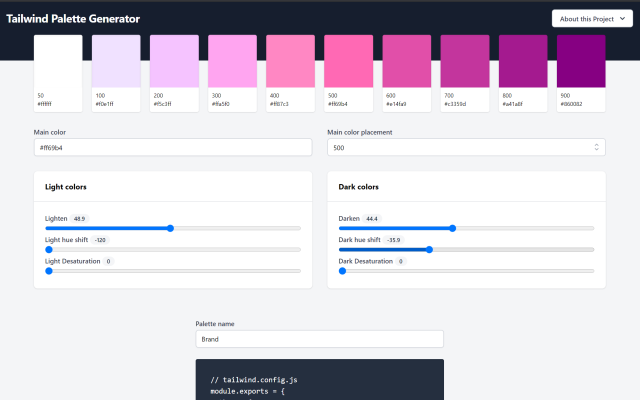 Tailwind Palette Generator
About this Project
50 100 200 300 400 500 600 700 800 900
#ffffff #f0e1ff #f5c3ff #ffa5f0 #ff87c3 #ff69b4 #e14fa9 #c3359d #a41a8f #860082
Main color
#ff69b4
Main color placement
500
Light colors
Lighten 48.9
Light hue shift -120
Light Desaturation 0
Dark colors
Darken 44.4
Dark hue shift -35.9
Dark Desaturation 0
Palette name
Brand
// tailwind.config.js
module.exports = {